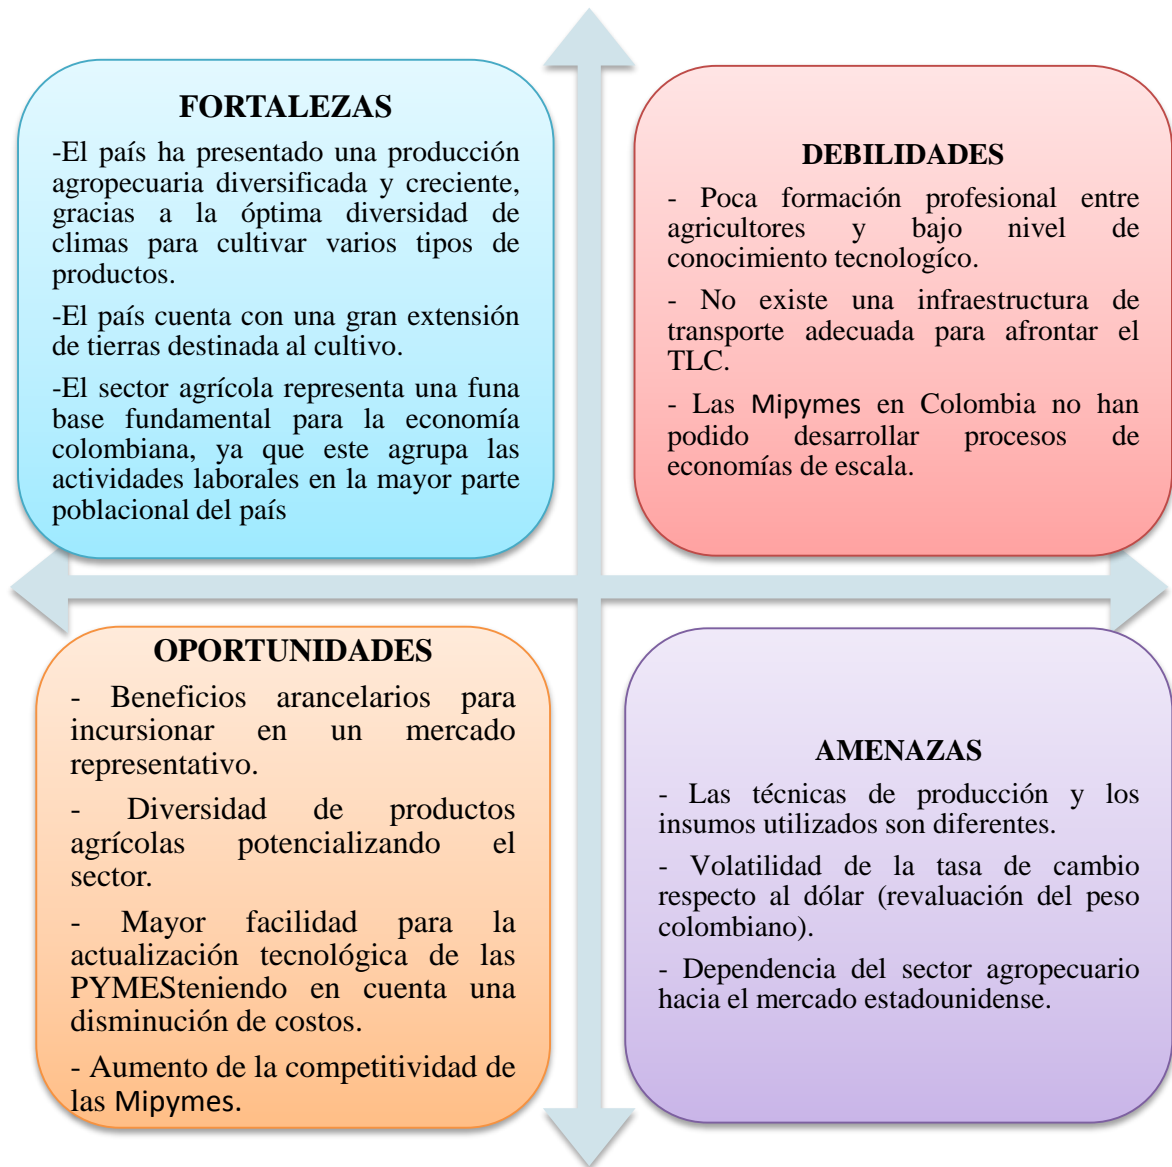 FORTALEZAS
-El país ha presentado una producción
agropecuaria diversificada y creciente,
gracias a la óptima diversidad de
climas para cultivar varios tipos de
productos.
-El país cuenta con una gran extensión
de tierras destinada al cultivo.
-El sector agrícola representa una funa
base fundamental para la economía
colombiana, ya que este agrupa las
actividades laborales en la mayor parte
poblacional del país
DEBILIDADES
- Poca formación profesional entre
agricultores y bajo nivel de
conocimiento tecnologíco.
- No existe una infraestructura de
transporte adecuada para afrontar el
TLC.
- Las Mipymes en Colombia no han
podido desarrollar procesos de
economías de escala.
OPORTUNIDADES
- Beneficios arancelarios para
incursionar en un mercado
representativo.
- Diversidad de productos
agrícolas potencializando el
sector.
- Mayor facilidad para la
actualización tecnológica de las
PYMESteniendo en cuenta una
disminución de costos.
- Aumento de la competitividad de
las Mipymes.
AMENAZAS
- Las técnicas de producción y los
insumos utilizados son diferentes.
- Volatilidad de la tasa de cambio
respecto al dólar (revaluación del peso
colombiano).
- Dependencia del sector agropecuario
hacia el mercado estadounidense.